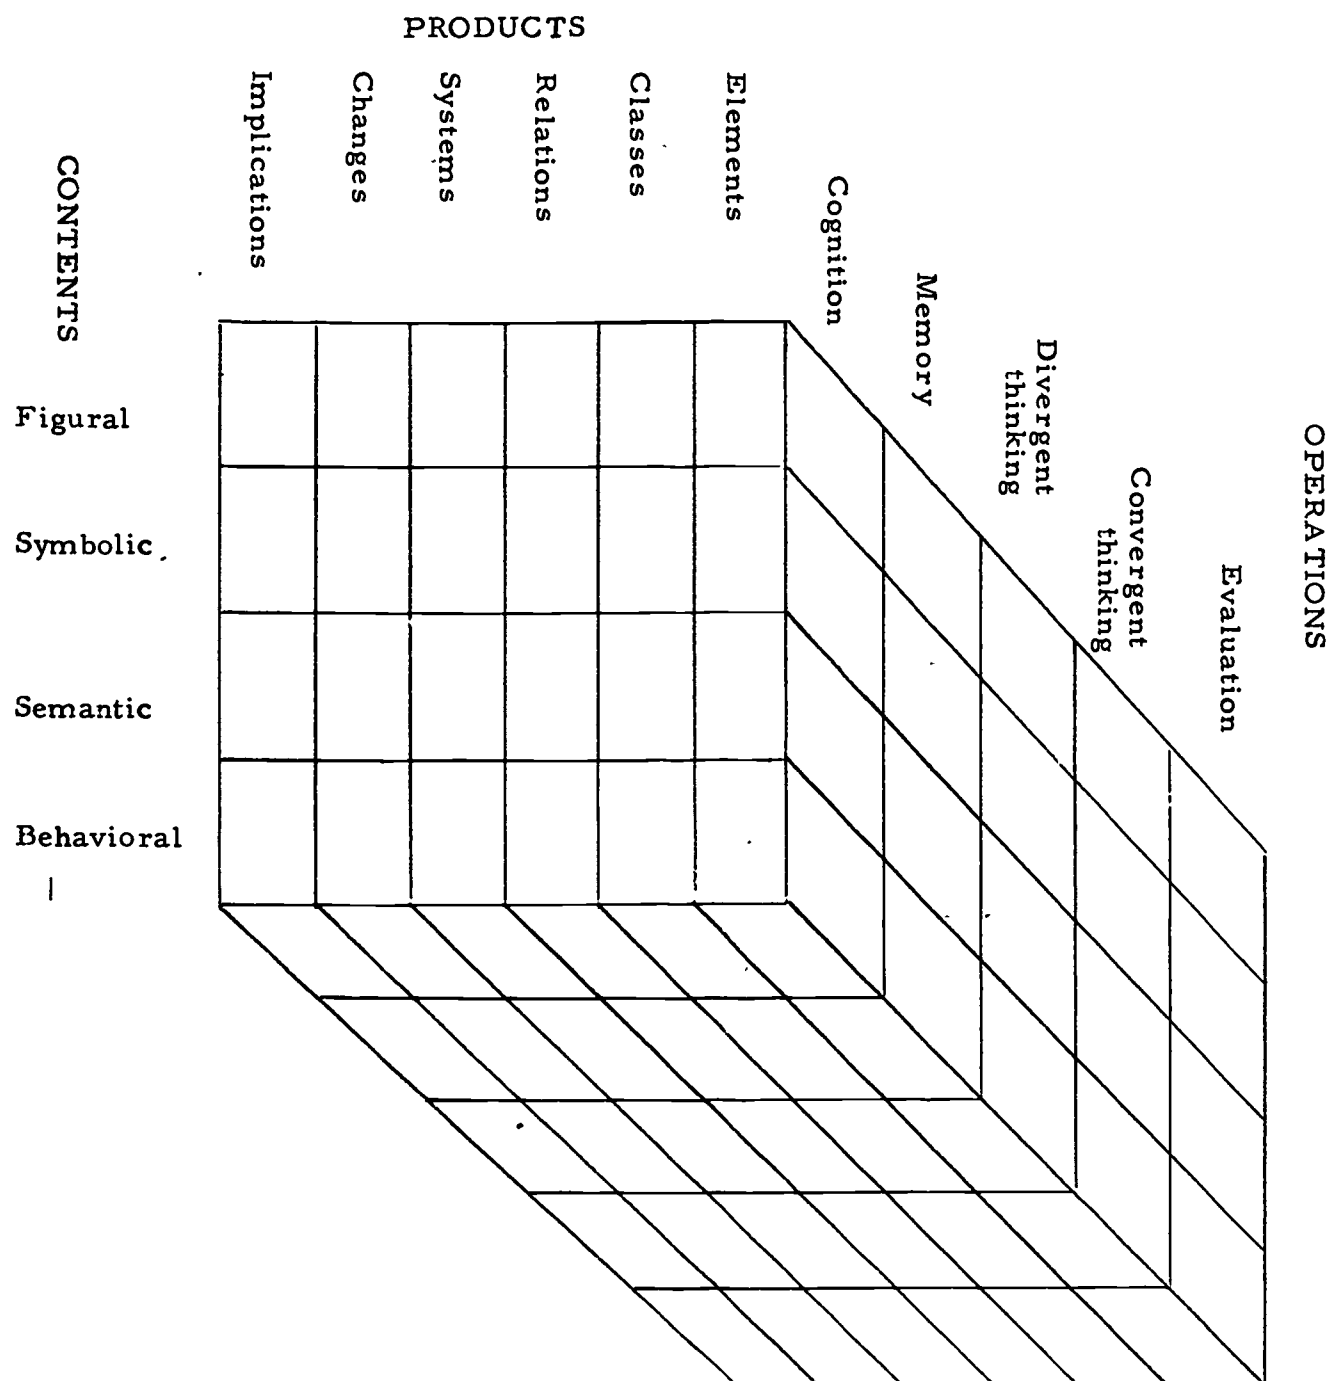 PRODUCTS
Implications
Changes
Systems
Relations
Classes
Elements
Cognition
Memory
Divergent
thinking
Convergent
thinking
Evaluation
OPERATIONS
CONTENTS
Figural
Symbolic
Semantic
Behavioral